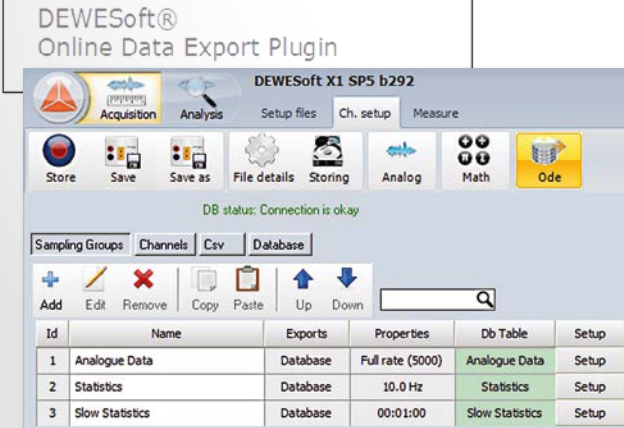 DEWESoft®
Online Data Export Plugin
DEWESoft X1 SP5 b292
Acquisition Analysis Setup files Ch. setup Measure
Store Save Save as File details Storing Analog Math Ode
DB status: Connection is okay
Sampling Groups Channels Csv Database
Add Edit Remove Copy Paste Up Down
Id Name Exports Properties Db Table Setup
1 Analogue Data Database Full rate (5000) Analogue Data Setup
2 Statistics Database 10.0 Hz Statistics Setup
3 Slow Statistics Database 00:01:00 Slow Statistics Setup